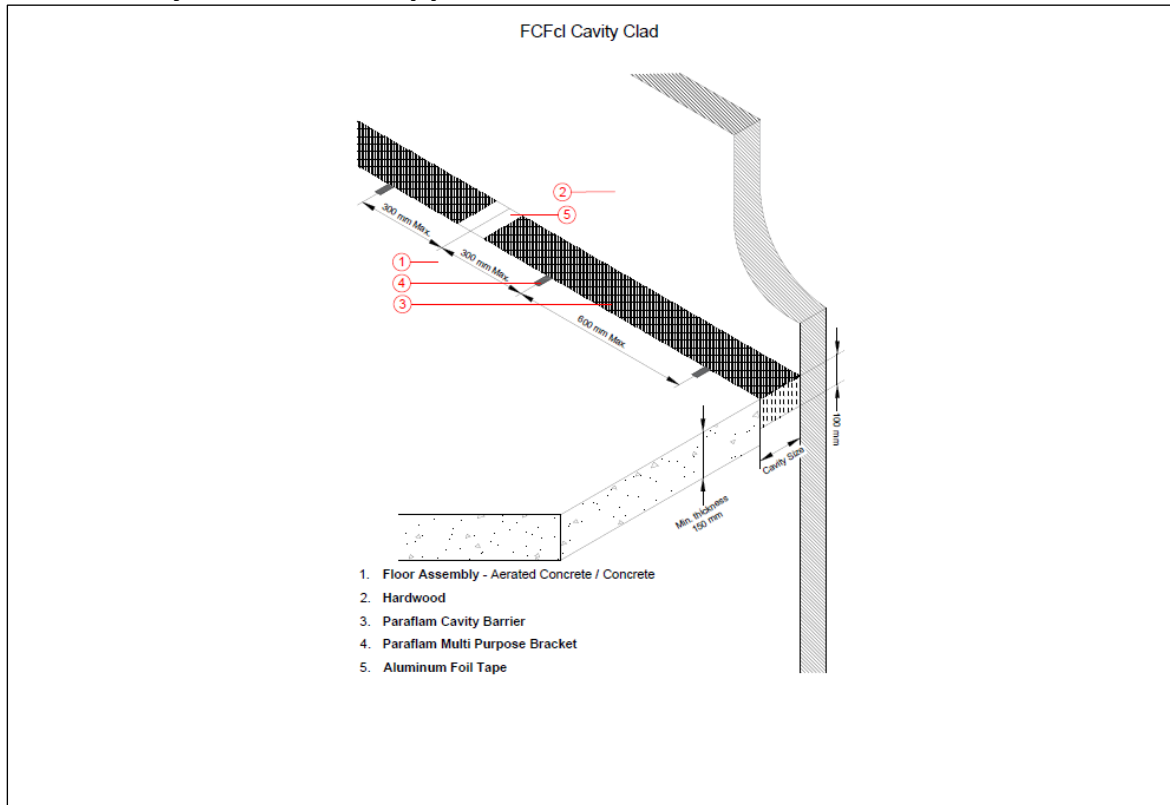 FCFcl Cavity Clad
2
5
300 mm Max.
1
300 mm Max.
4
3
600 mm Max.
100 mm
Cavity Size
Min. thickness
150 mm
1. Floor Assembly - Aerated Concrete / Concrete
2. Hardwood
3. Paraflam Cavity Barrier
4. Paraflam Multi Purpose Bracket
5. Aluminum Foil Tape